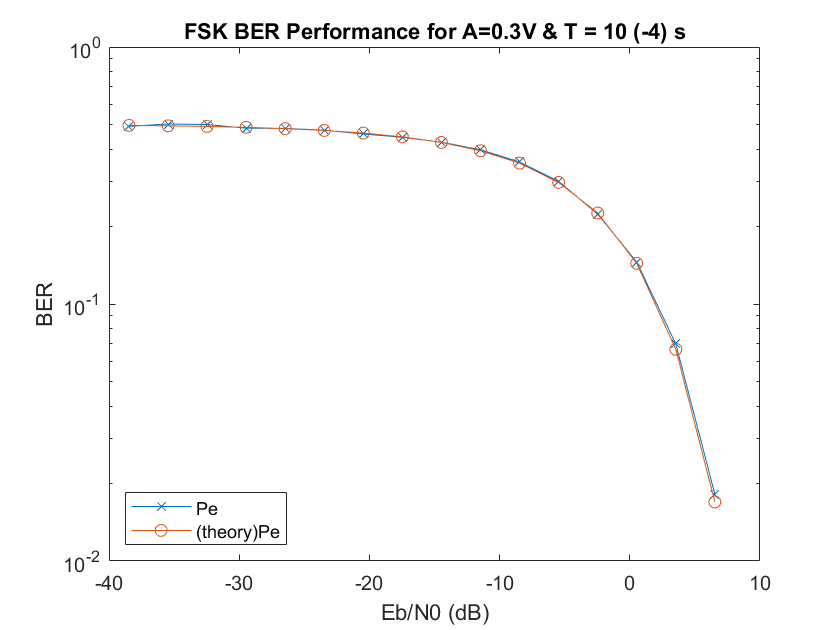 FSK BER Performance for A=0.3V & T = 10 (-4) s
10^0
10^-1
10^-2
BER
-40 -30 -20 -10 0 10
Eb/N0 (dB)
Pe
(theory)Pe